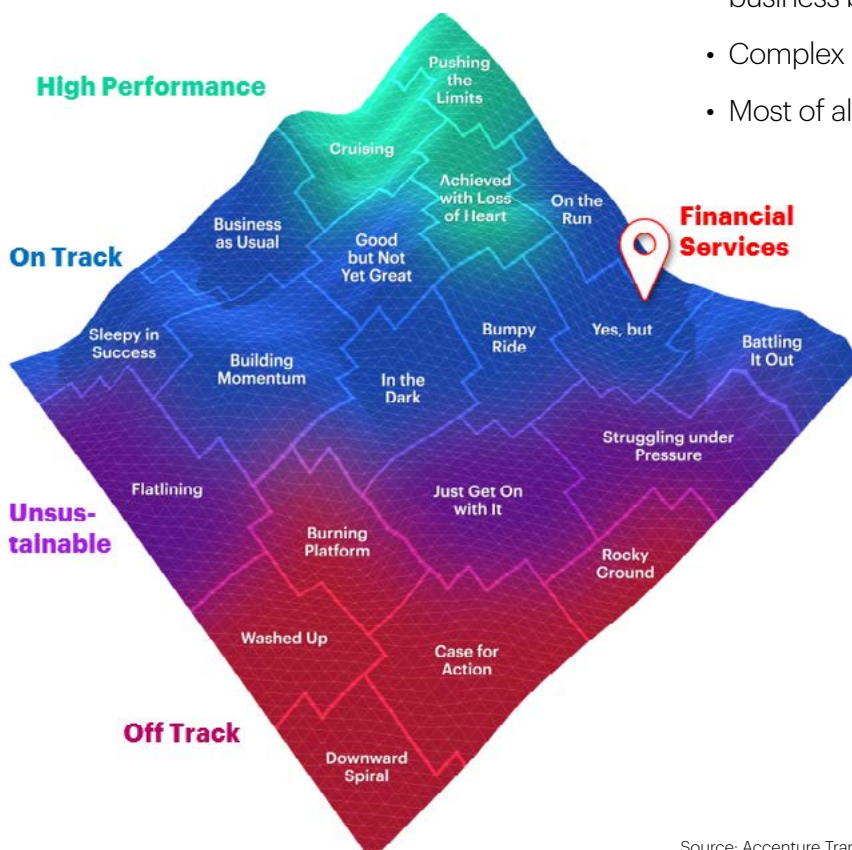 business b
• Complex
• Most of al
High Performance
Pushing
the
Limits
Cruising
Achieved
with Loss
of Heart
On the
Run
Financial
Services
Business
as Usual
Good
but Not
Yet Great
On Track
Sleepy in
Success
Building
Momentum
In the
Dark
Bumpy
Ride
Yes, but
Battling
It Out
Struggling under
Pressure
Flatlining
Just Get On
with It
Unsus-
tainable
Burning
Platform
Rocky
Ground
Washed Up
Case for
Action
Off Track
Downward
Spiral
Source: Accenture Tran